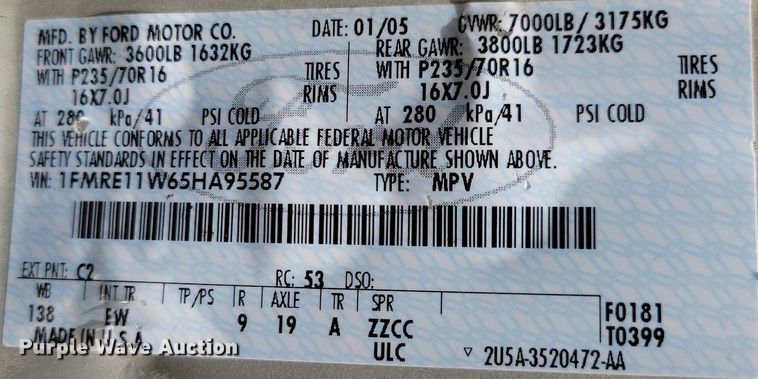 MFD. BY FORD MOTOR CO. DATE: 01/05 GVWR: 7000LB / 3175KG
FRONT GAWR: 3600LB 1632KG REAR GAWR: 3800LB 1723KG
WITH P235/70R16 TIRES WITH P235/70R16 TIRES
16X7.0J RIMS 16X7.0J RIMS
AT 280 kPa/41 PSI COLD AT 280 kPa/41 PSI COLD
THIS VEHICLE CONFORMS TO ALL APPLICABLE FEDERAL MOTOR VEHICLE
SAFETY STANDARDS IN EFFECT ON THE DATE OF MANUFACTURE SHOWN ABOVE.
VIN: 1FMRE11W65HA95587 TYPE: MPV
EXT PNT: C2 RC: 53 DSO:
WB INT TR TP/PS R AXLE TR SPR F0181
138 EW 9 19 A ZZCC T0399
MADE IN U.S.A. ULC 2U5A-3520472-AA
Purple Wave Auction
Ford